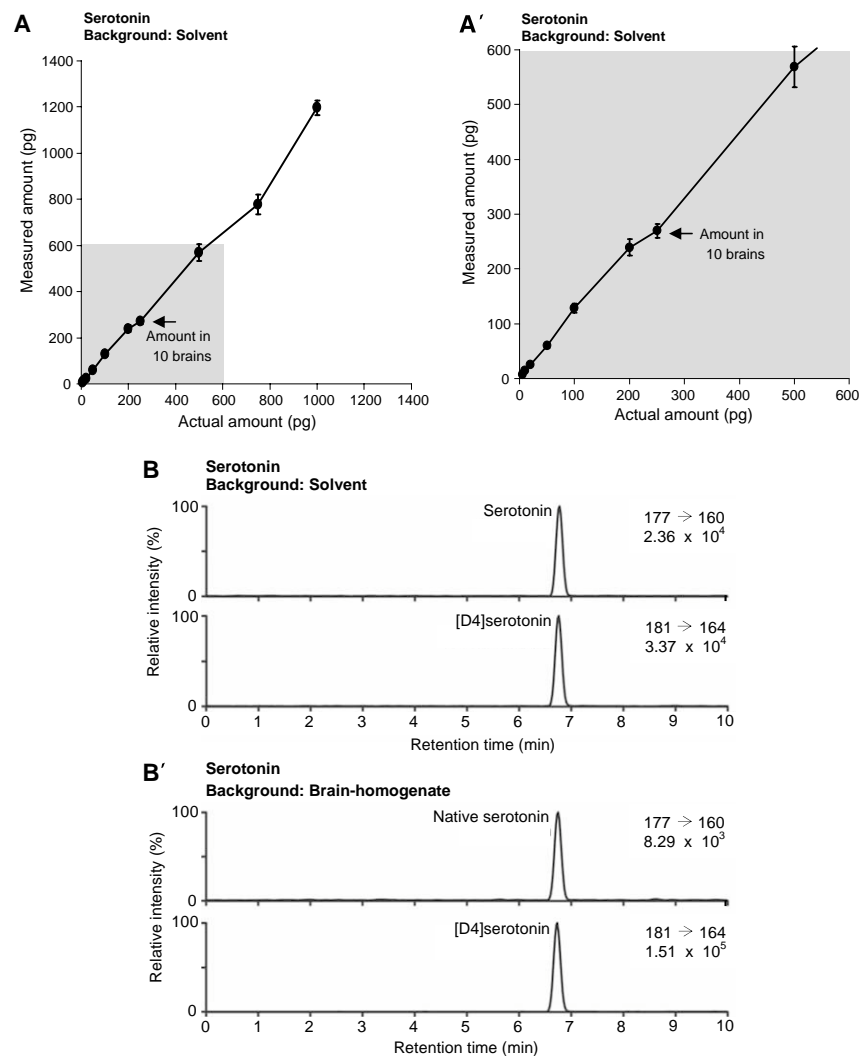 A
Serotonin
Background: Solvent
Measured amount (pg)
1400
1200
1000
800
600
400
200
0
Amount in
10 brains
0 200 400 600 800 1000 1200 1400
Actual amount (pg)
A′
Serotonin
Background: Solvent
Measured amount (pg)
600
500
400
300
200
100
0
Amount in
10 brains
0 100 200 300 400 500 600
Actual amount (pg)
B
Serotonin
Background: Solvent
Relative intensity (%)
100
0
Serotonin
177 → 160
2.36 x 10⁴
100
0
[D4]serotonin
181 → 164
3.37 x 10⁴
0 1 2 3 4 5 6 7 8 9 10
Retention time (min)
B′
Serotonin
Background: Brain-homogenate
Relative intensity (%)
100
0
Native serotonin
177 → 160
8.29 x 10³
100
0
[D4]serotonin
181 → 164
1.51 x 10⁵
0 1 2 3 4 5 6 7 8 9 10
Retention time (min)